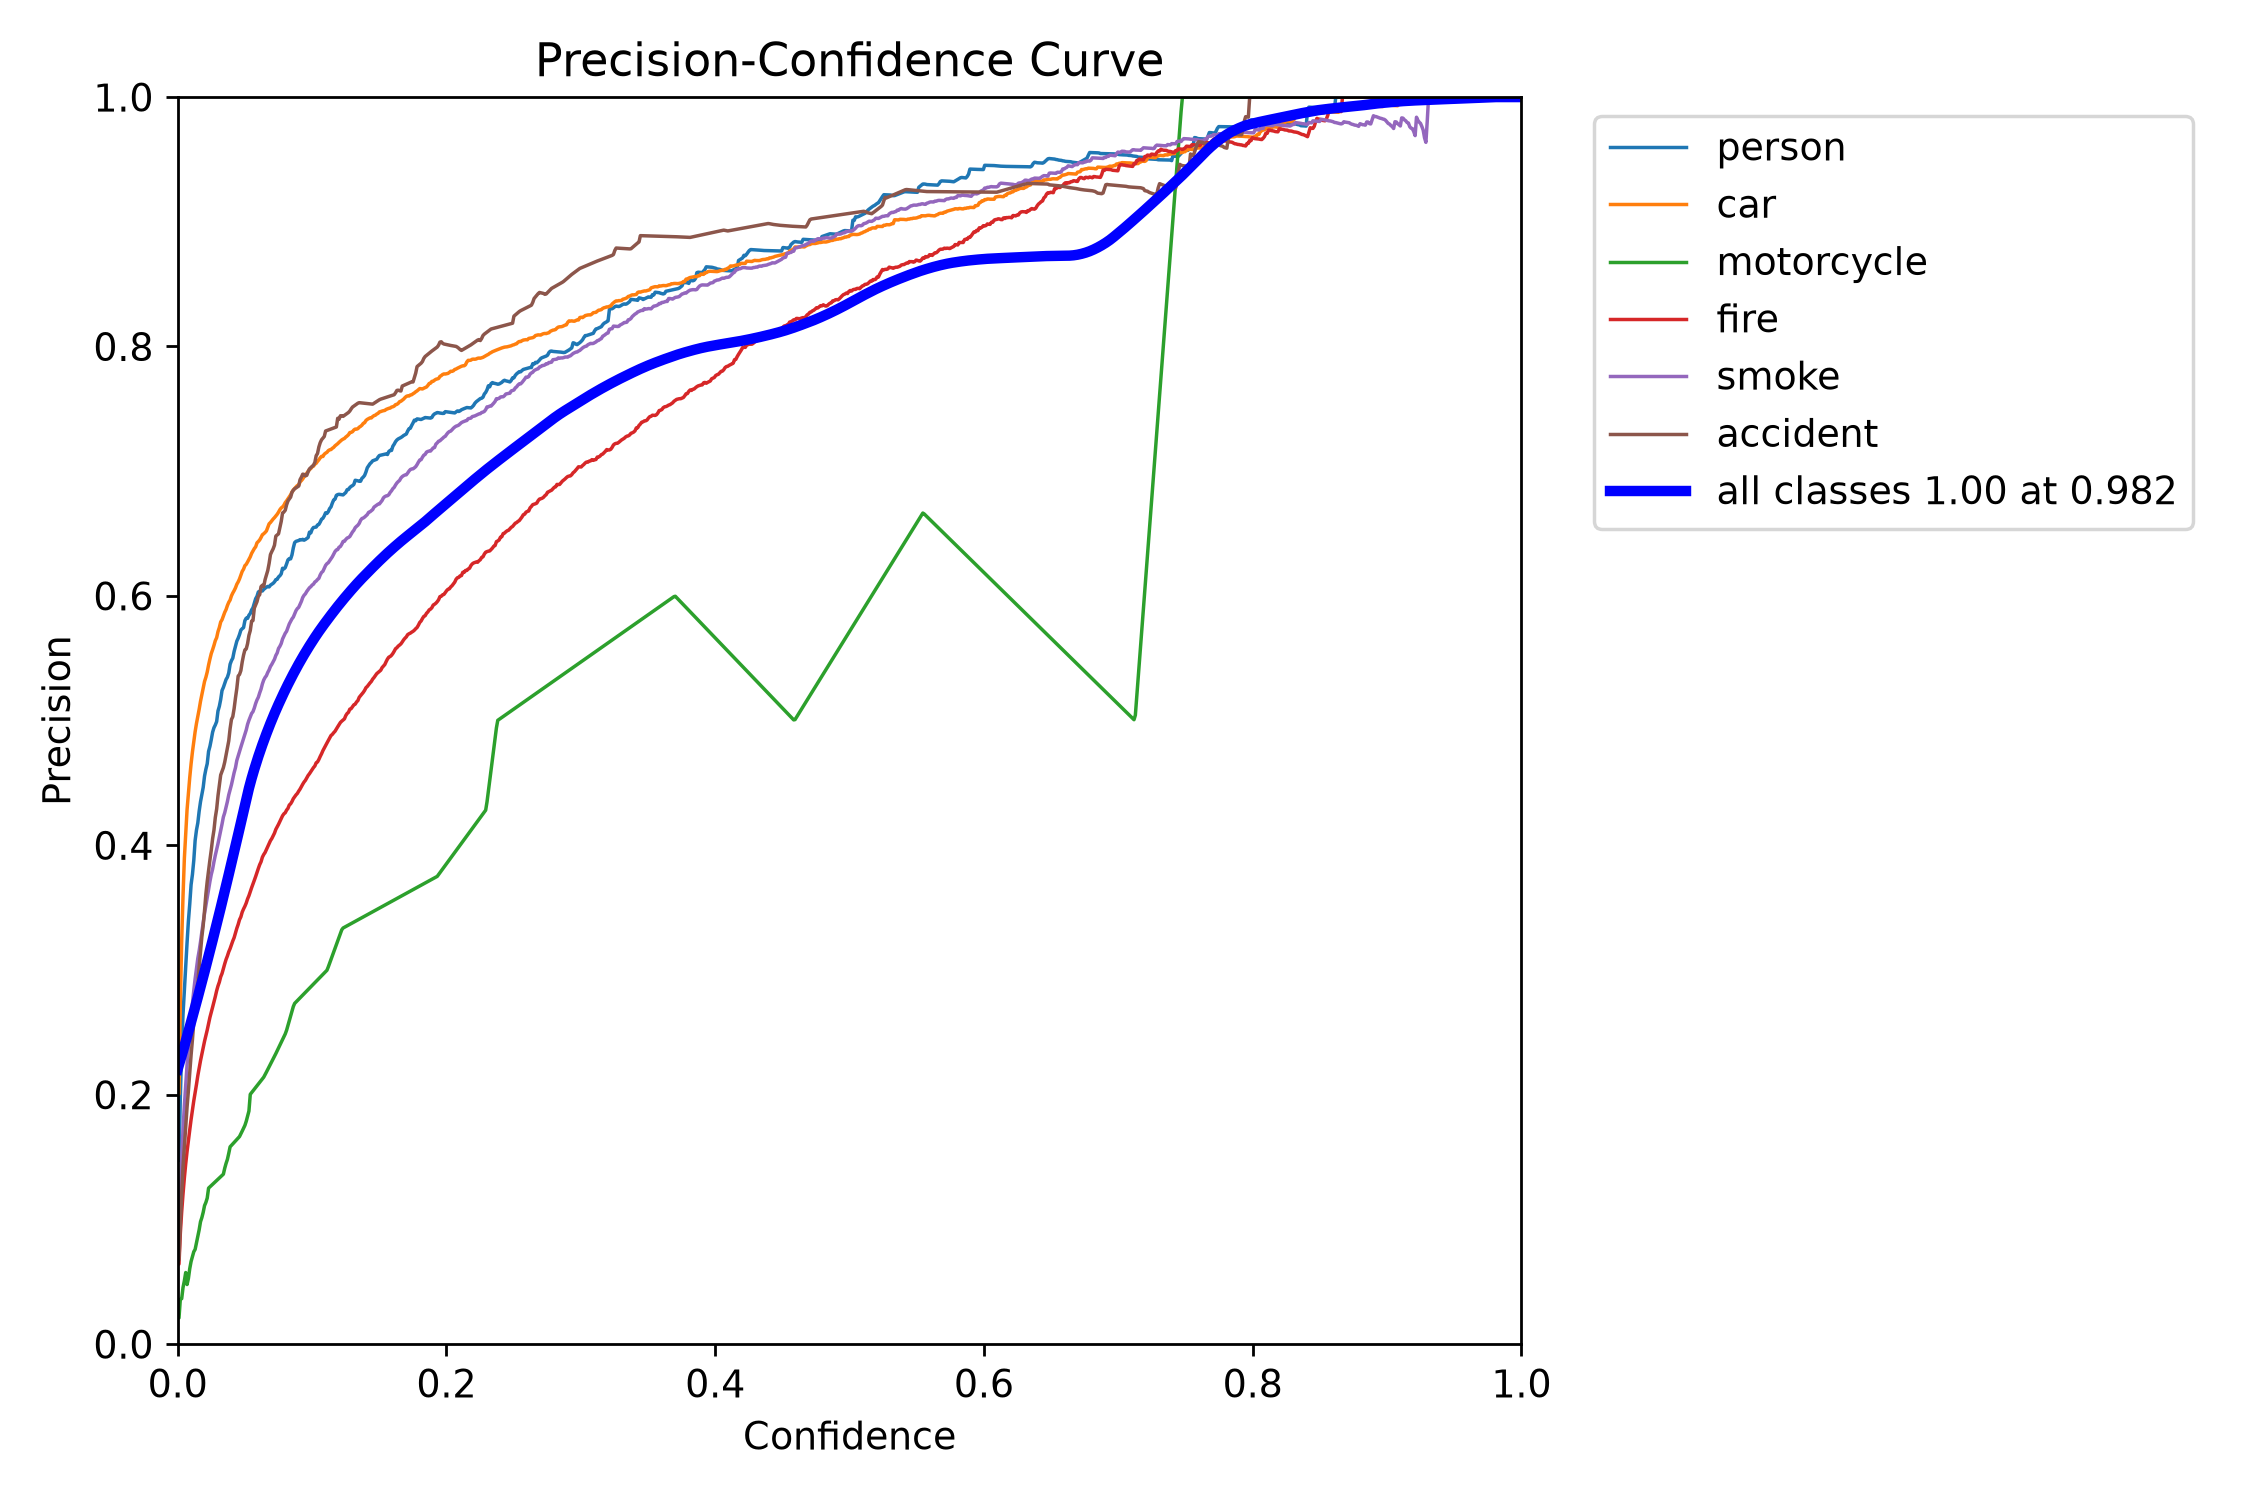 Precision-Confidence Curve
1.0
0.8
0.6
0.4
0.2
0.0
Precision
0.0 0.2 0.4 0.6 0.8 1.0
Confidence
person
car
motorcycle
fire
smoke
accident
all classes 1.00 at 0.982